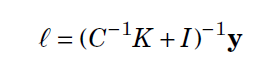 ℓ = (C⁻¹K + I)⁻¹y